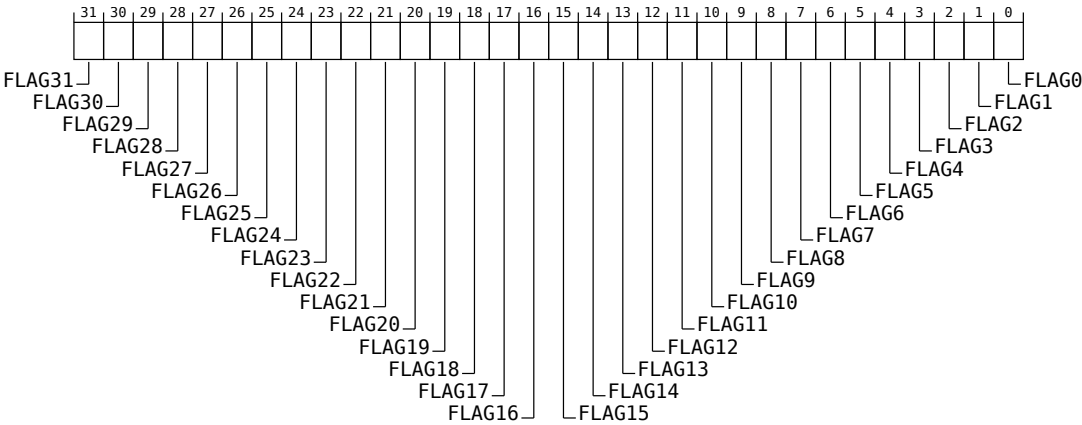 31 30 29 28 27 26 25 24 23 22 21 20 19 18 17 16 15 14 13 12 11 10 9 8 7 6 5 4 3 2 1 0
FLAG31 FLAG0
FLAG30 FLAG1
FLAG29 FLAG2
FLAG28 FLAG3
FLAG27 FLAG4
FLAG26 FLAG5
FLAG25 FLAG6
FLAG24 FLAG7
FLAG23 FLAG8
FLAG22 FLAG9
FLAG21 FLAG10
FLAG20 FLAG11
FLAG19 FLAG12
FLAG18 FLAG13
FLAG17 FLAG14
FLAG16 FLAG15